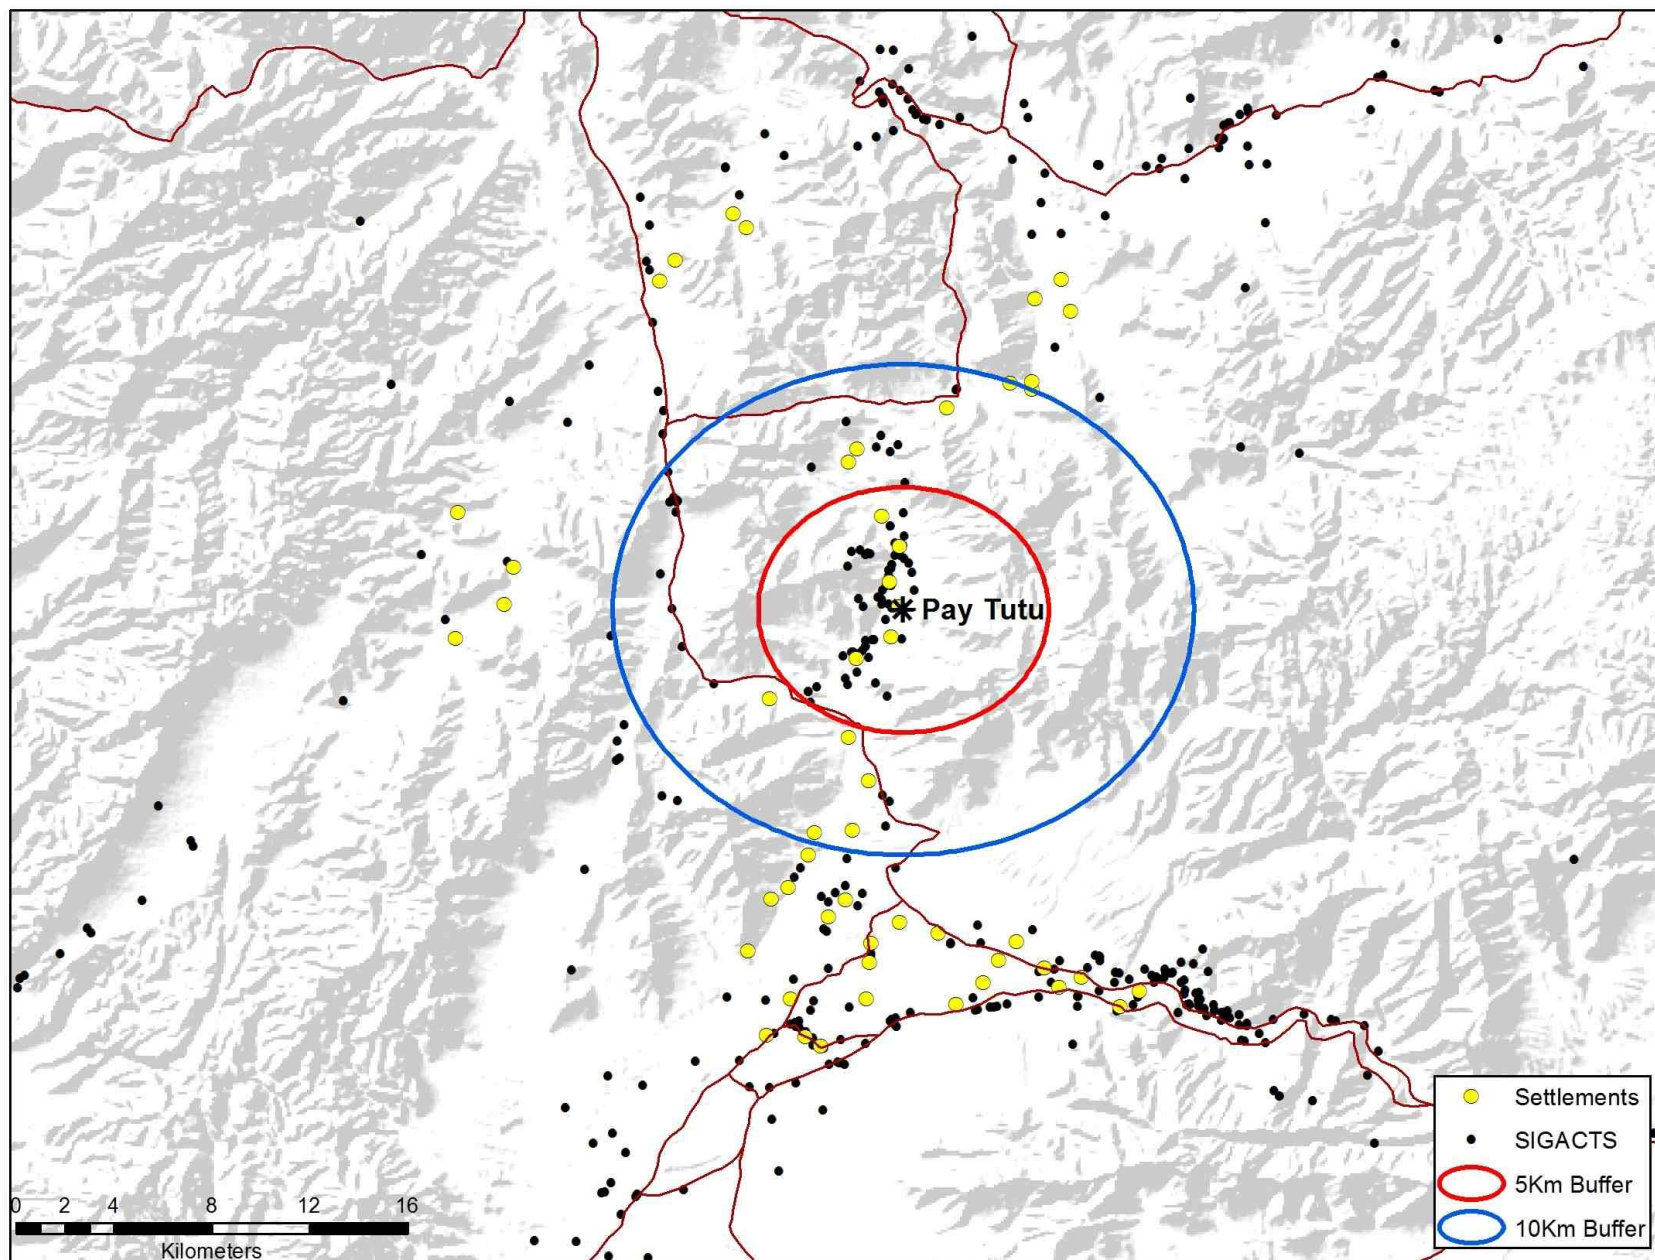 Pay Tutu
Settlements
SIGACTS
5Km Buffer
10Km Buffer
0 2 4 8 12 16
Kilometers